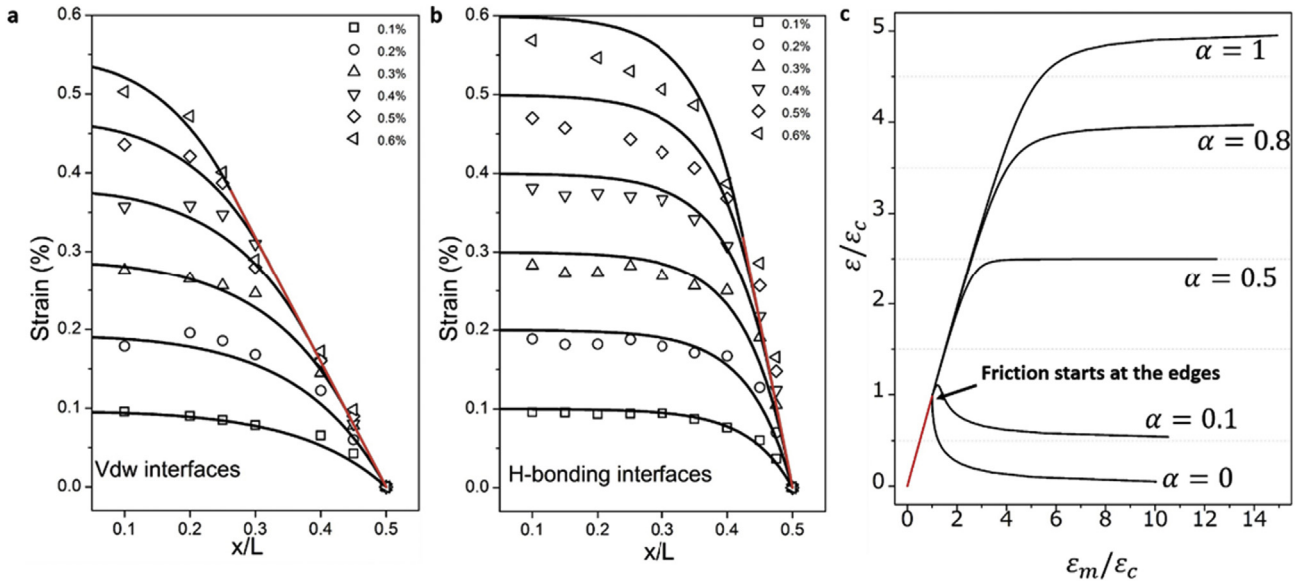 a
0.6
0.5
0.4
0.3
0.2
0.1
0.0
Strain (%)
0.1%
0.2%
0.3%
0.4%
0.5%
0.6%
Vdw interfaces
0.1 0.2 0.3 0.4 0.5
x/L
b
0.6
0.5
0.4
0.3
0.2
0.1
0.0
Strain (%)
0.1%
0.2%
0.3%
0.4%
0.5%
0.6%
H-bonding interfaces
0.1 0.2 0.3 0.4 0.5
x/L
c
5
4
3
2
1
0
ε/ε_c
α = 1
α = 0.8
α = 0.5
Friction starts at the edges
α = 0.1
α = 0
0 2 4 6 8 10 12 14
ε_m/ε_c